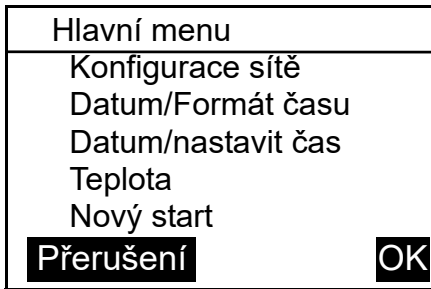 Hlavní menu
Konfigurace sítě
Datum/Formát času
Datum/nastavit čas
Teplota
Nový start
Přerušení OK